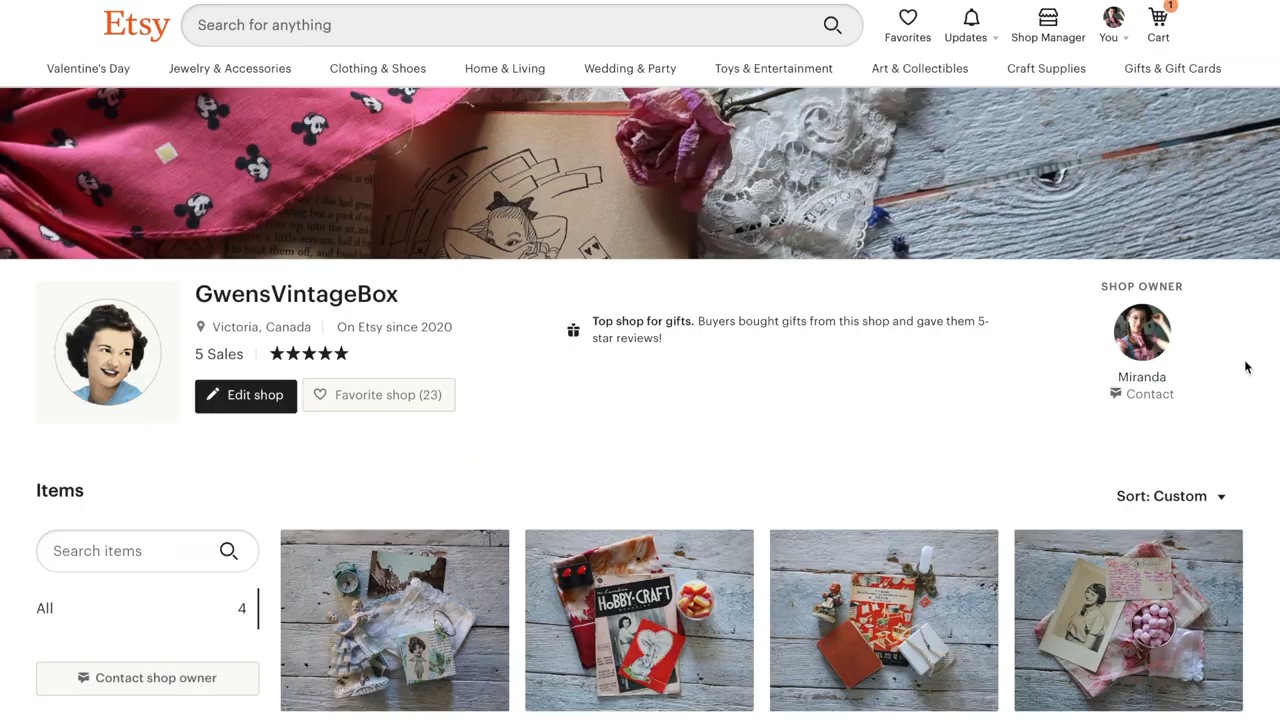 Etsy
Search for anything
1
Favorites
Updates
Shop Manager
You
Cart
Valentine's Day
Jewelry & Accessories
Clothing & Shoes
Home & Living
Wedding & Party
Toys & Entertainment
Art & Collectibles
Craft Supplies
Gifts & Gift Cards
GwensVintageBox
Victoria, Canada
On Etsy since 2020
5 Sales
Edit shop
Favorite shop (23)
Top shop for gifts. Buyers bought gifts from this shop and gave them 5-
star reviews!
SHOP OWNER
Miranda
Contact
Items
Sort: Custom
Search items
All
4
Contact shop owner
HOBBY-CRAFT